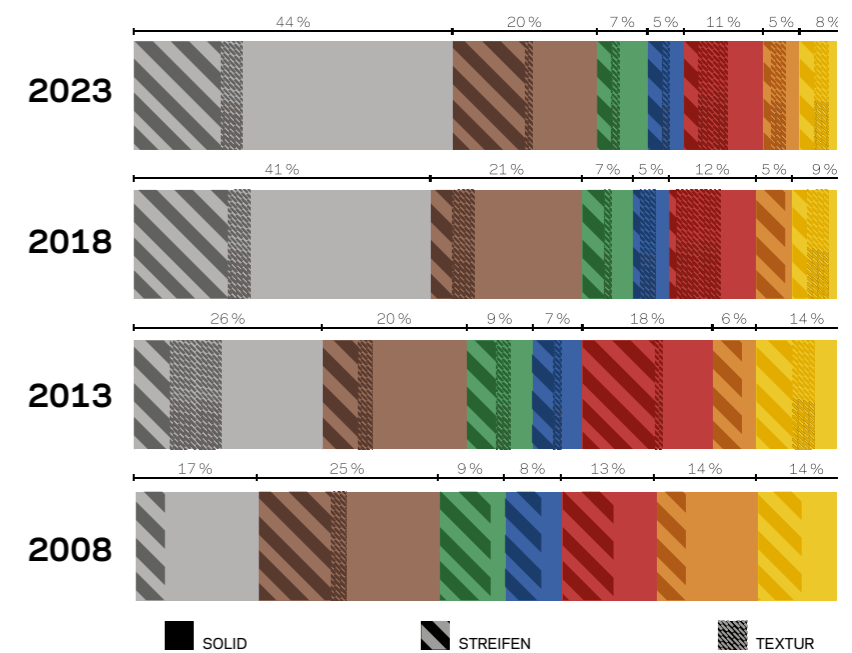 44 % 20 % 7 % 5 % 11 % 5 % 8 %
2023
41 % 21 % 7 % 5 % 12 % 5 % 9 %
2018
26 % 20 % 9 % 7 % 18 % 6 % 14 %
2013
17 % 25 % 9 % 8 % 13 % 14 % 14 %
2008
SOLID STREIFEN TEXTUR